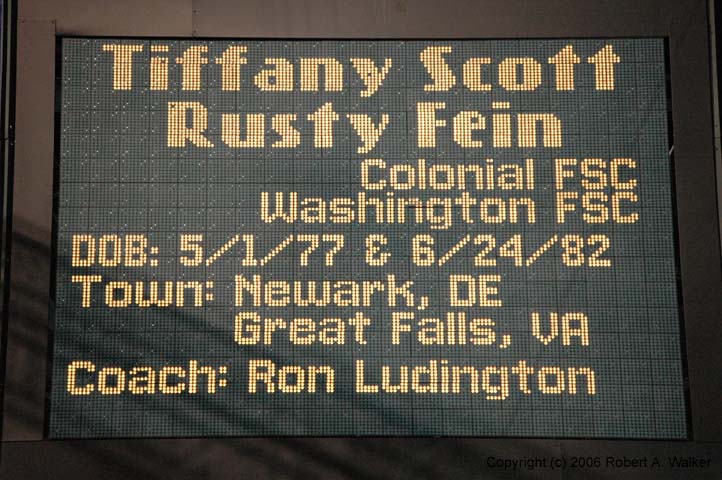 Tiffany Scott
Rusty Fein
Colonial FSC
Washington FSC
DOB: 5/1/77 & 6/24/82
Town: Newark, DE
Great Falls, VA
Coach: Ron Ludington
Copyright (c) 2006 Robert A. Walker